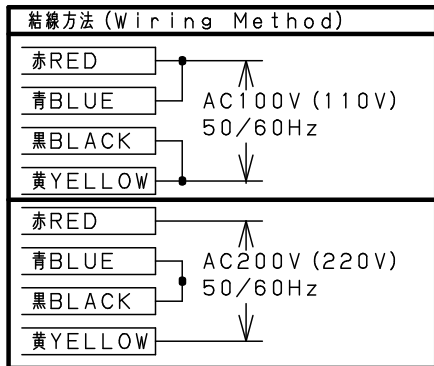 結線方法(Wiring Method)
赤RED
青BLUE
黒BLACK
黄YELLOW
AC100V(110V)
50/60Hz
赤RED
青BLUE
黒BLACK
黄YELLOW
AC200V(220V)
50/60Hz